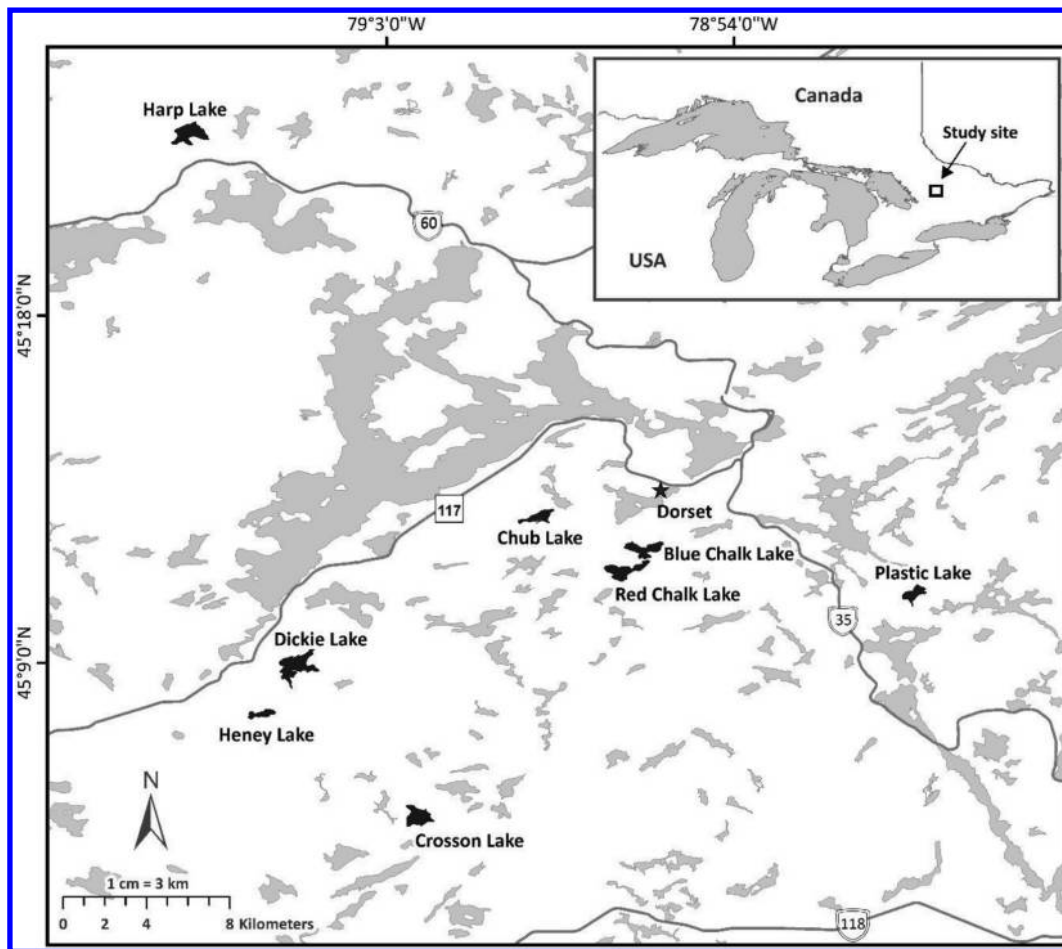 79°3'0"W
78°54'0"W
Harp Lake
Canada
Study site
60
USA
45°18'0"N
117
Dorset
Chub Lake
Blue Chalk Lake
Plastic Lake
Red Chalk Lake
35
Dickie Lake
45°9'0"N
Heney Lake
N
Crosson Lake
1 cm = 3 km
0 2 4 8 Kilometers
118